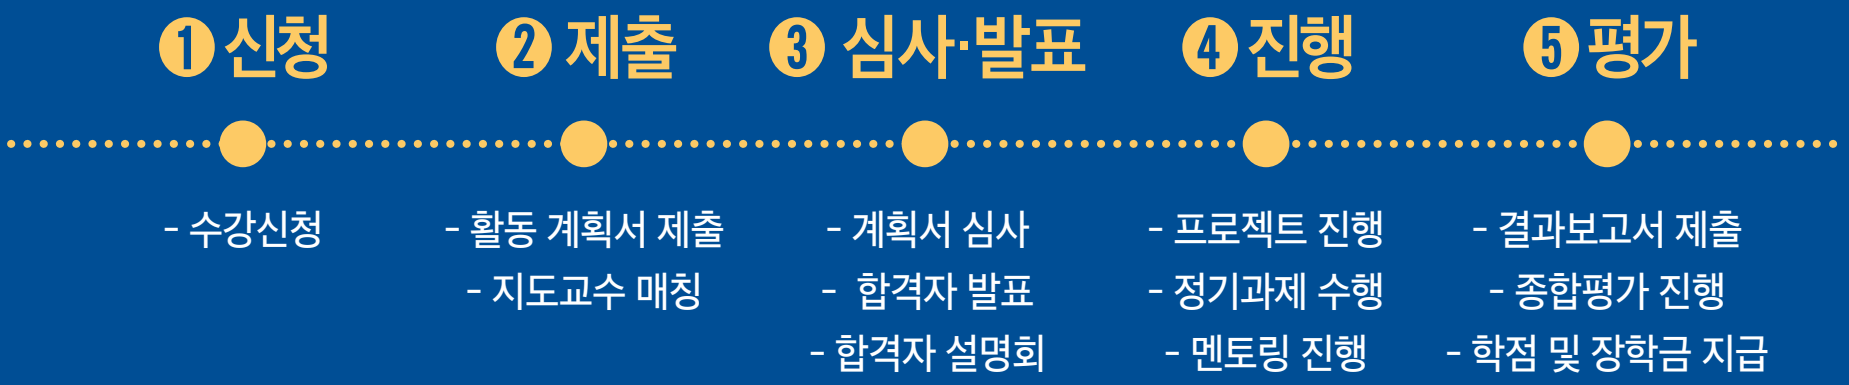 ❶ 신청
- 수강신청
❷ 제출
- 활동 계획서 제출
- 지도교수 매칭
❸ 심사·발표
- 계획서 심사
- 합격자 발표
- 합격자 설명회
❹ 진행
- 프로젝트 진행
- 정기과제 수행
- 멘토링 진행
❺ 평가
- 결과보고서 제출
- 종합평가 진행
- 학점 및 장학금 지급